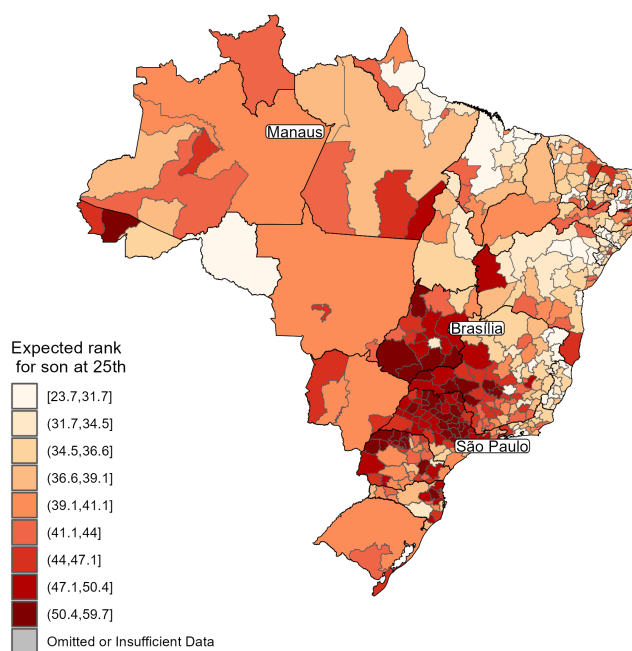 Manaus
Brasília
São Paulo
Expected rank
for son at 25th
[23.7,31.7]
(31.7,34.5]
(34.5,36.6]
(36.6,39.1]
(39.1,41.1]
(41.1,44]
(44,47.1]
(47.1,50.4]
(50.4,59.7]
Omitted or Insufficient Data